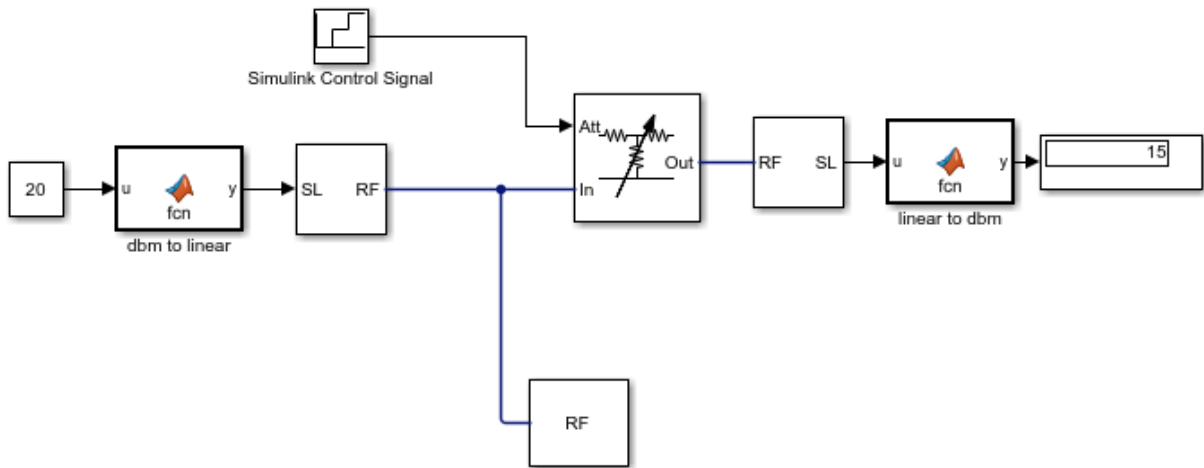 Simulink Control Signal
Att
In
Out
20
u
fcn
y
dbm to linear
SL
RF
RF
SL
u
fcn
y
linear to dbm
15
RF